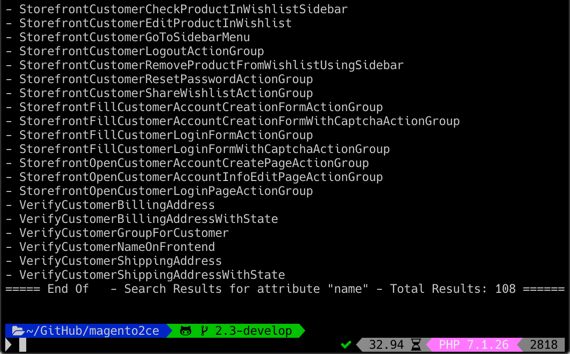 - StorefrontCustomerCheckProductInWishlistSidebar
- StorefrontCustomerEditProductInWishlist
- StorefrontCustomerGoToSidebarMenu
- StorefrontCustomerLogoutActionGroup
- StorefrontCustomerRemoveProductFromWishlistUsingSidebar
- StorefrontCustomerResetPasswordActionGroup
- StorefrontCustomerShareWishlistActionGroup
- StorefrontFillCustomerAccountCreationFormActionGroup
- StorefrontFillCustomerAccountCreationFormWithCaptchaActionGroup
- StorefrontFillCustomerLoginFormActionGroup
- StorefrontFillCustomerLoginFormWithCaptchaActionGroup
- StorefrontOpenCustomerAccountCreatePageActionGroup
- StorefrontOpenCustomerAccountInfoEditPageActionGroup
- StorefrontOpenCustomerLoginPageActionGroup
- VerifyCustomerBillingAddress
- VerifyCustomerBillingAddressWithState
- VerifyCustomerGroupForCustomer
- VerifyCustomerNameOnFrontend
- VerifyCustomerShippingAddress
- VerifyCustomerShippingAddressWithState
===== End Of   - Search Results for attribute "name" - Total Results: 108 ======
~/GitHub/magento2ce 2.3-develop
32.94 PHP 7.1.26 2818